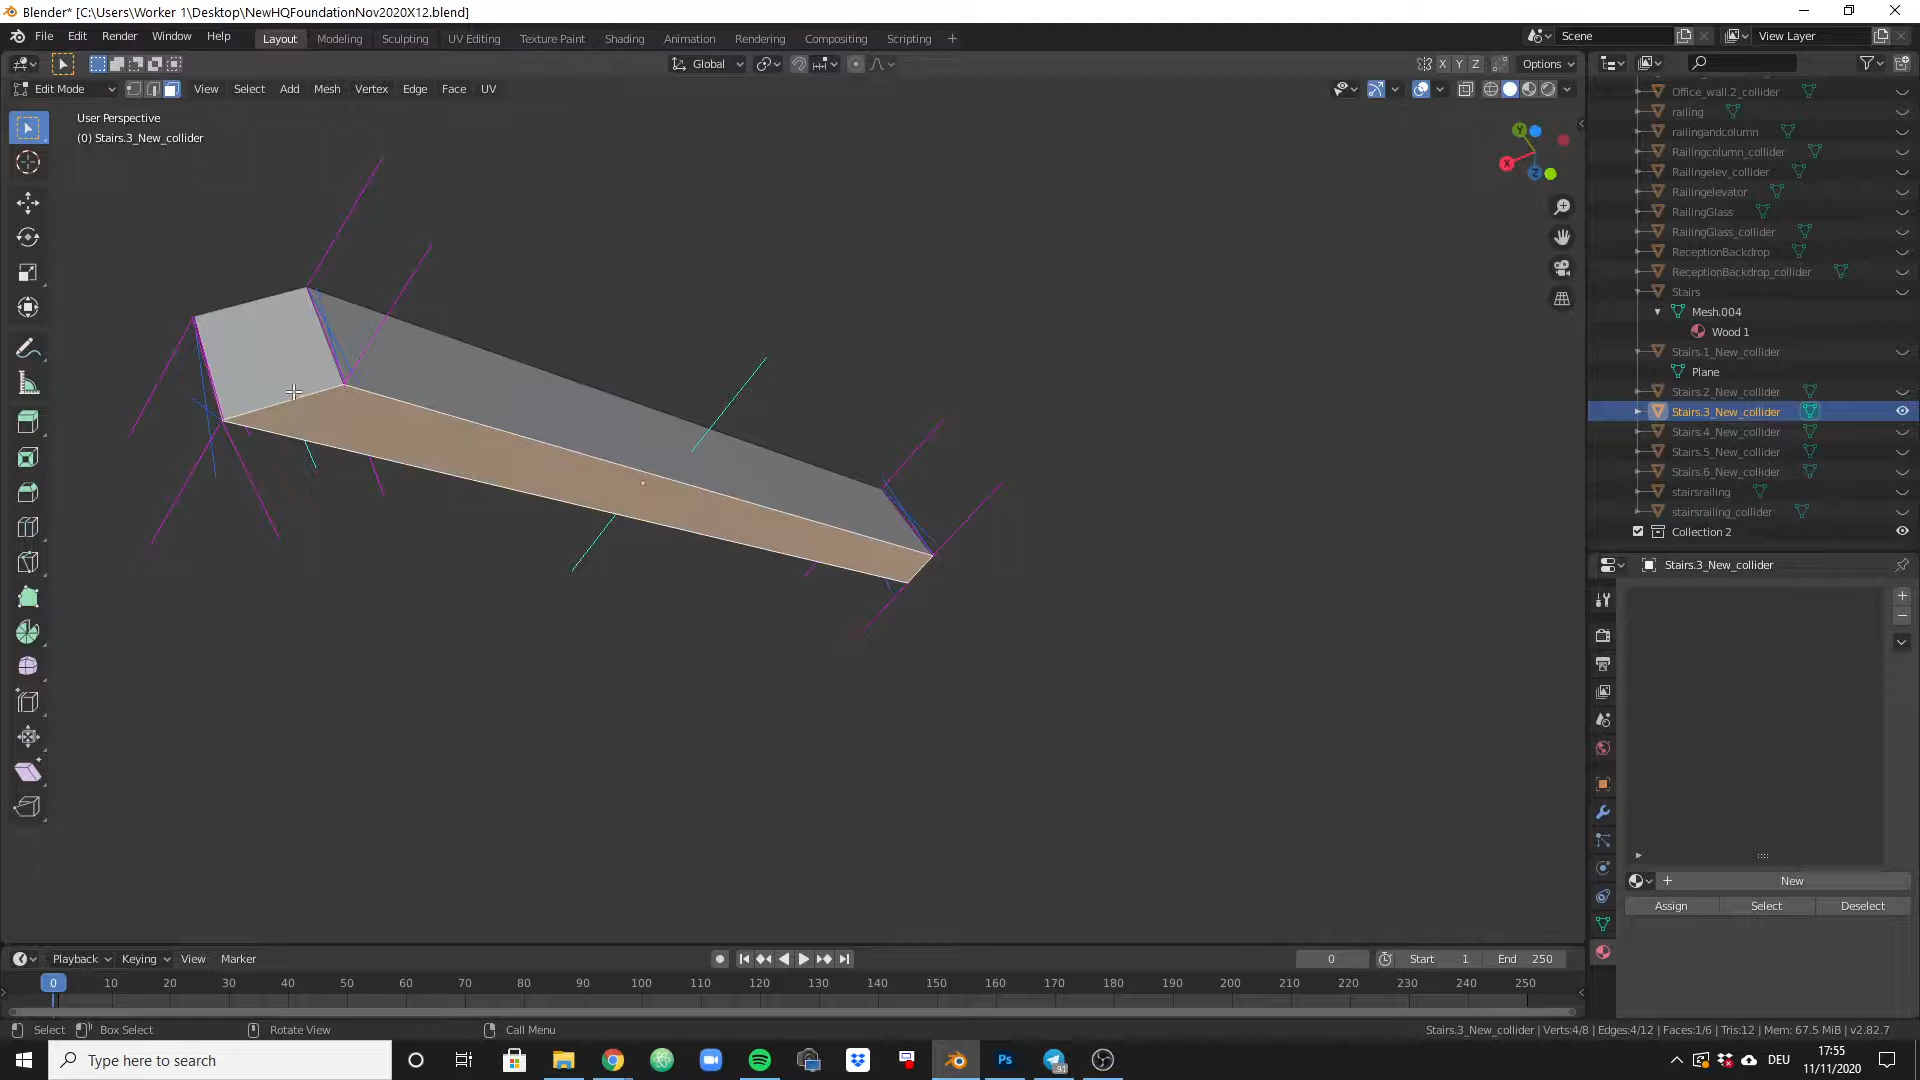 Blender* [C:\Users\Worker 1\Desktop\NewHQFoundationNov2020X12.blend]
File Edit Render Window Help
Layout Modeling Sculpting UV Editing Texture Paint Shading Animation Rendering Compositing Scripting +
Scene
View Layer
Global
X Y Z
Options
Edit Mode
View Select Add Mesh Vertex Edge Face UV
User Perspective
(0) Stairs.3_New_collider
Y
X
Z
Office_wall.2_collider
railing
railingandcolumn
Railingcolumn_collider
Railingelev_collider
Railingelevator
RailingGlass
RailingGlass_collider
ReceptionBackdrop
ReceptionBackdrop_collider
Stairs
Mesh.004
Wood 1
Stairs.1_New_collider
Plane
Stairs.2_New_collider
Stairs.3_New_collider
Stairs.4_New_collider
Stairs.5_New_collider
Stairs.6_New_collider
stairsrailing
stairsrailing_collider
Collection 2
Stairs.3_New_collider
+ New
Assign Select Deselect
Playback Keying View Marker
0
Start 1
End 250
0 10 20 30 40 50 60 70 80 90 100 110 120 130 140 150 160 170 180 190 200 210 220 230 240 250
Select Box Select Rotate View Call Menu
Stairs.3_New_collider | Verts:4/8 | Edges:4/12 | Faces:1/6 | Tris:12 | Mem: 67.5 MiB | v2.82.7
Type here to search
Ps
91
DEU
17:55
11/11/2020